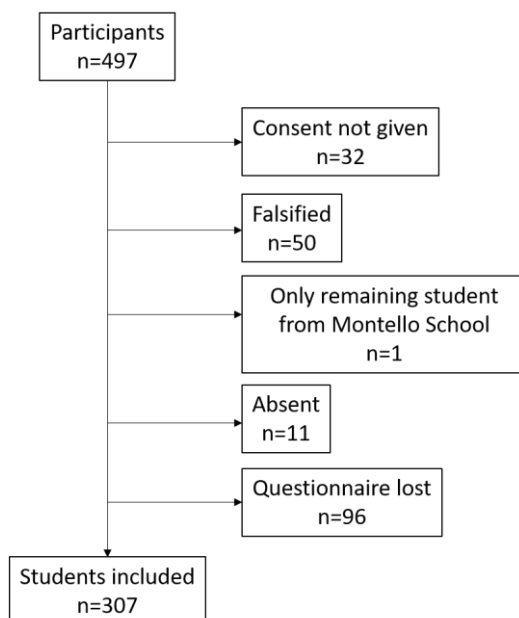 Participants
n=497
Consent not given
n=32
Falsified
n=50
Only remaining student
from Montello School
n=1
Absent
n=11
Questionnaire lost
n=96
Students included
n=307